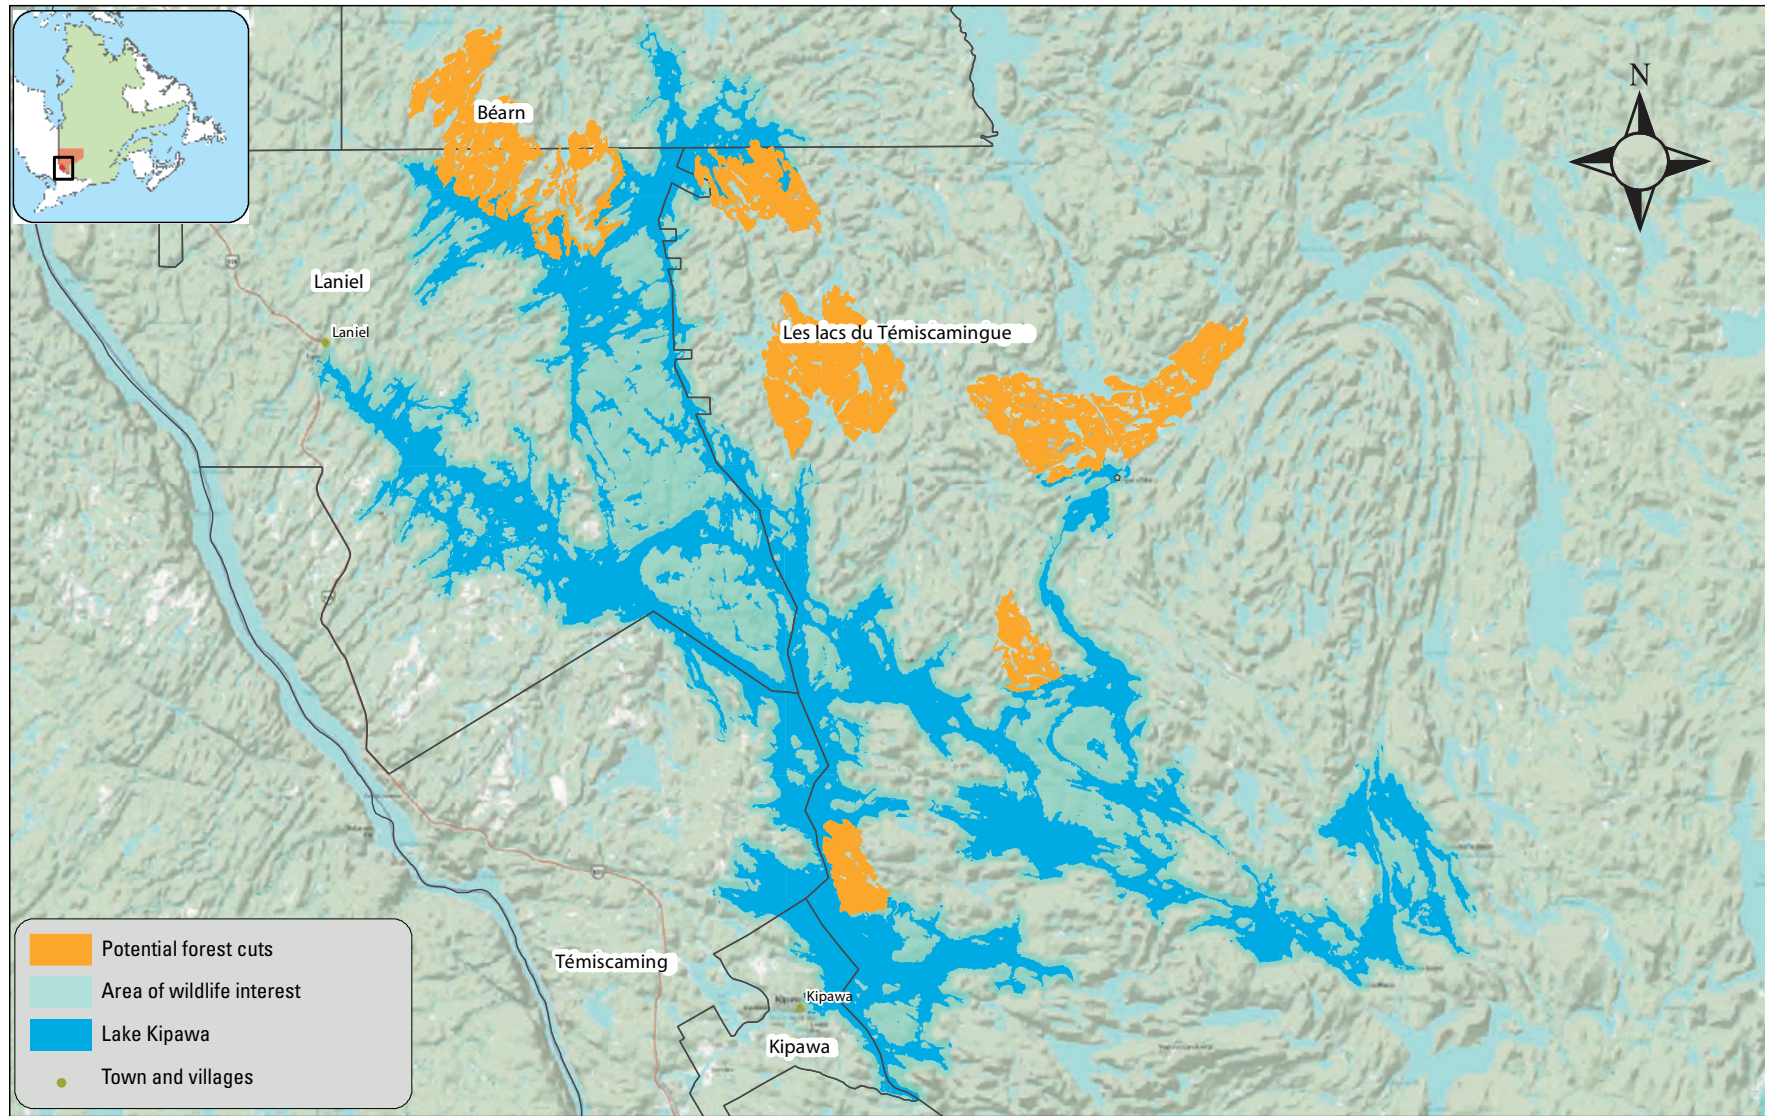 N
Béarn
Laniel
Laniel
Les lacs du Témiscamingue
Témiscaming
Kipawa
Kipawa
Potential forest cuts
Area of wildlife interest
Lake Kipawa
Town and villages